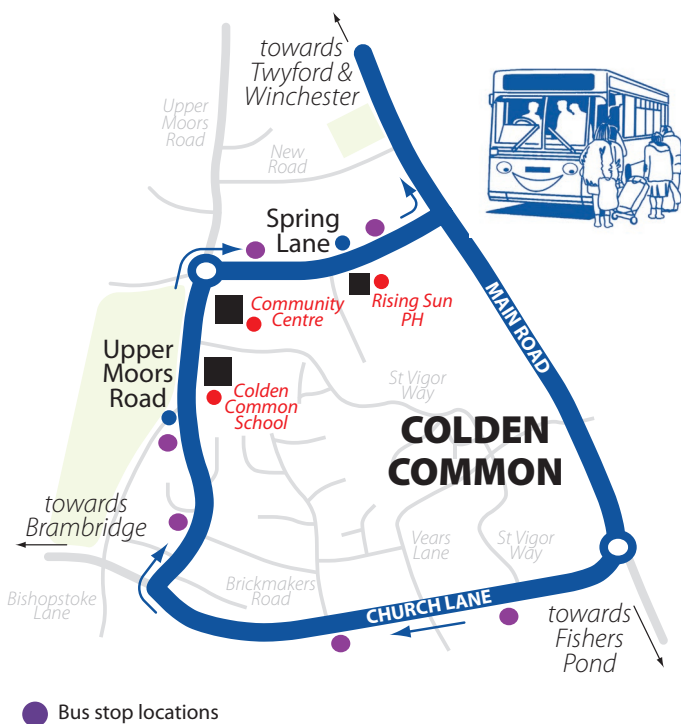 towards
Twyford &
Winchester
Upper
Moors
Road
New
Road
Spring
Lane
Community
Centre
Rising Sun
PH
MAIN ROAD
Upper
Moors
Road
Colden
Common
School
St Vigor
Way
COLDEN
COMMON
towards
Brambridge
Vears
Lane
St Vigor
Way
Bishopstoke
Lane
Brickmakers
Road
CHURCH LANE
towards
Fishers
Pond
Bus stop locations